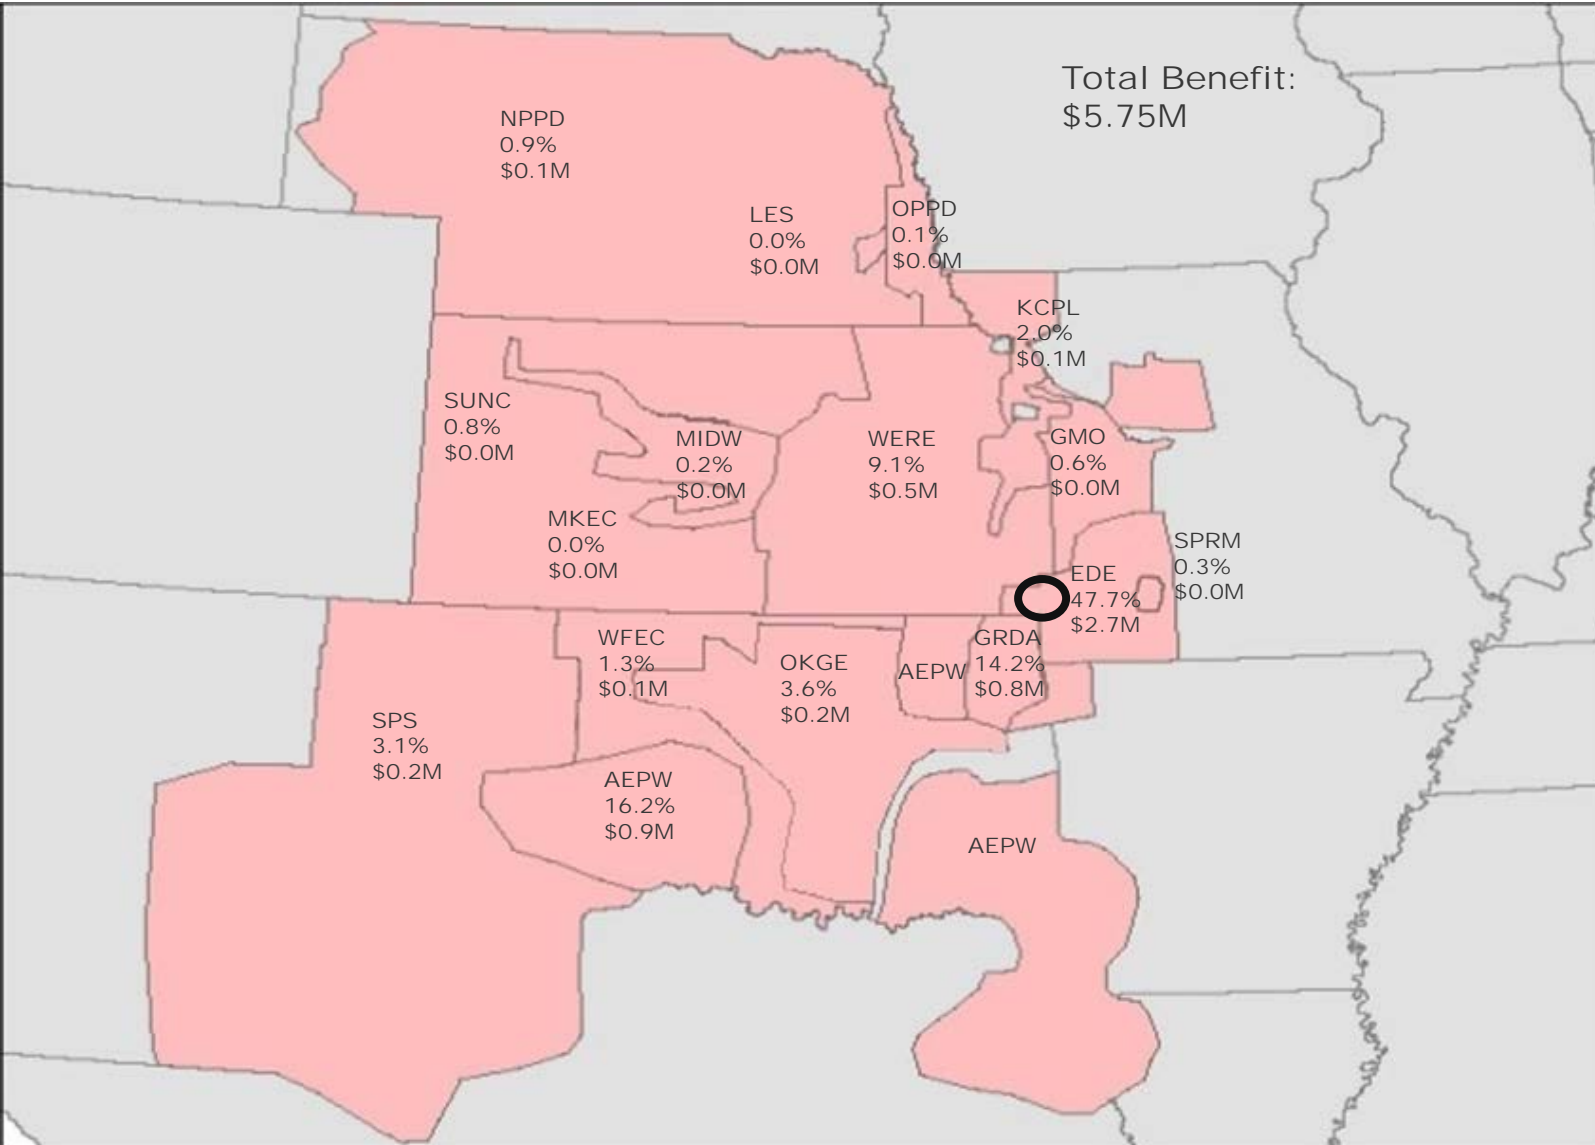 Total Benefit:
$5.75M
NPPD
0.9%
$0.1M
LES
0.0%
$0.0M
OPPD
0.1%
$0.0M
KCPL
2.0%
$0.1M
SUNC
0.8%
$0.0M
MIDW
0.2%
$0.0M
WERE
9.1%
$0.5M
GMO
0.6%
$0.0M
MKEC
0.0%
$0.0M
SPRM
0.3%
$0.0M
EDE
47.7%
$2.7M
WFEC
1.3%
$0.1M
OKGE
3.6%
$0.2M
AEPW
GRDA
14.2%
$0.8M
SPS
3.1%
$0.2M
AEPW
16.2%
$0.9M
AEPW